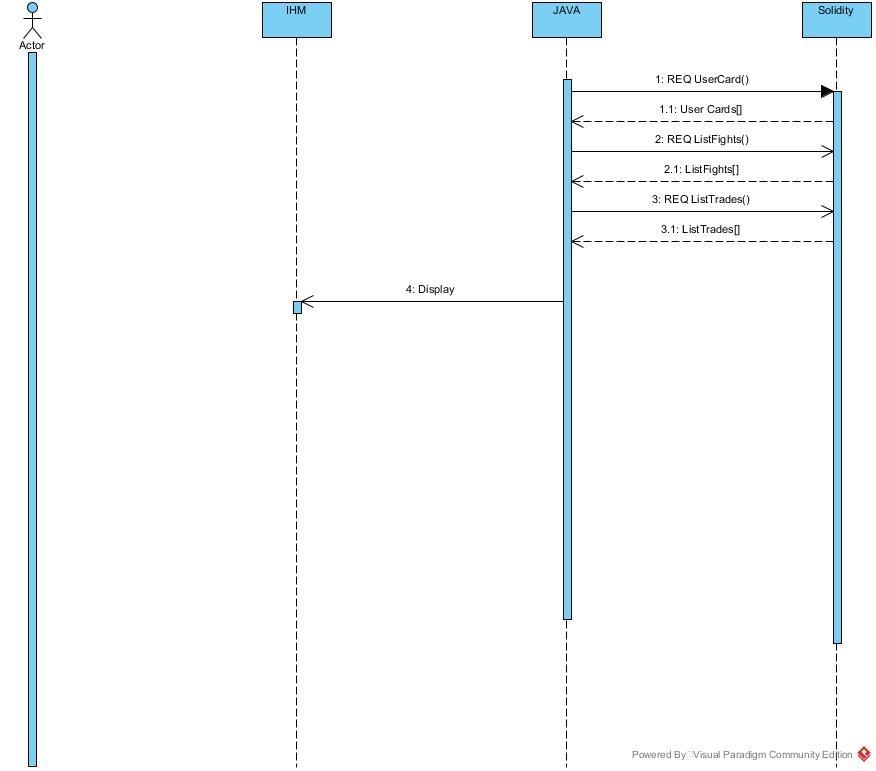 IHM
JAVA
Solidity
Actor
1: REQ UserCard()
1.1: User Cards[]
2: REQ ListFights()
2.1: ListFights[]
3: REQ ListTrades()
3.1: ListTrades[]
4: Display
Powered By Visual Paradigm Community Edition